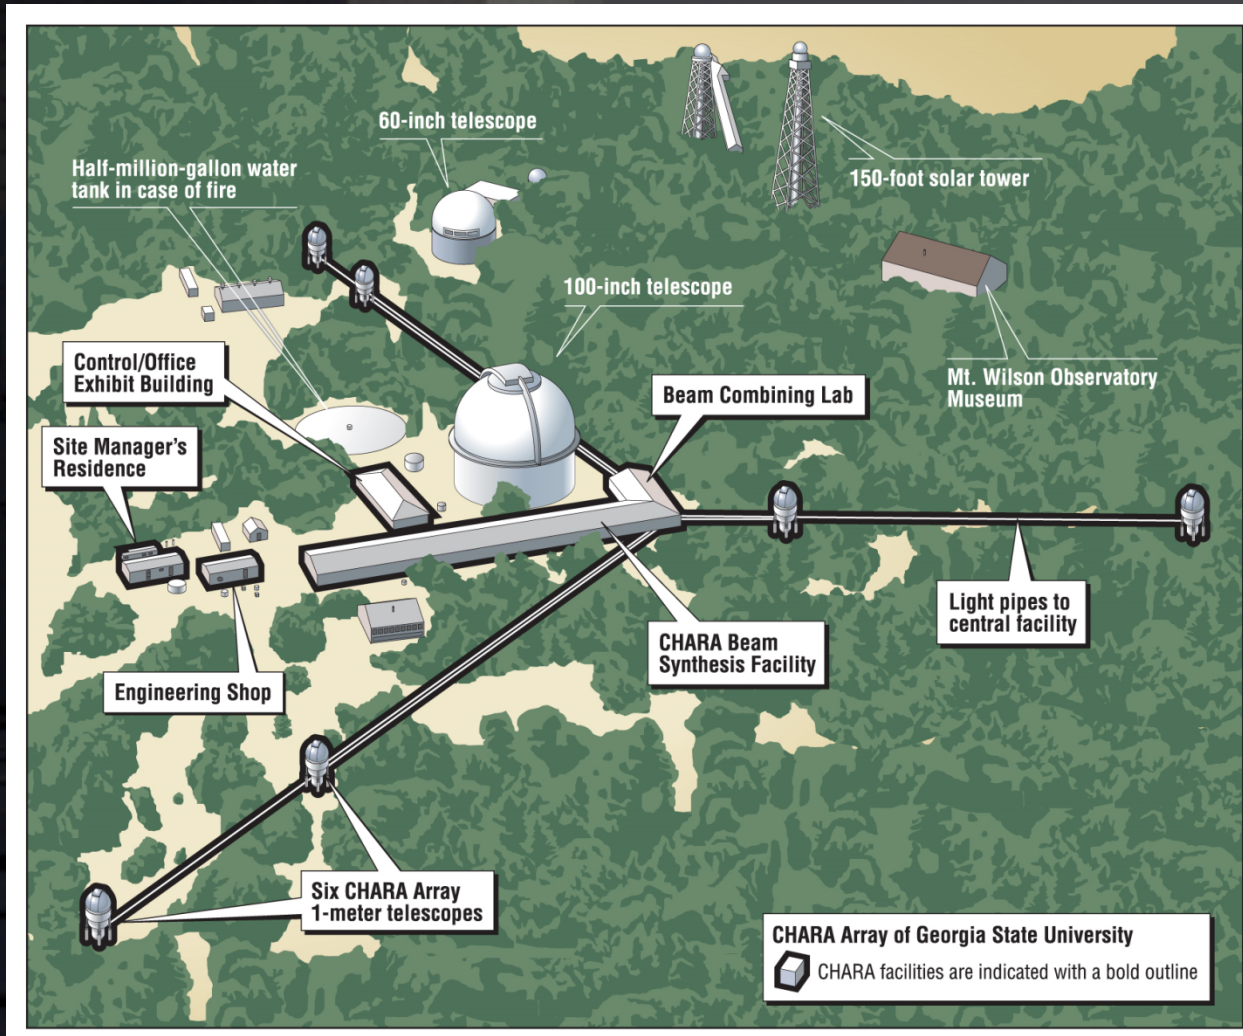 60-inch telescope
Half-million-gallon water
tank in case of fire
150-foot solar tower
100-inch telescope
Control/Office
Exhibit Building
Beam Combining Lab
Mt. Wilson Observatory
Museum
Site Manager's
Residence
Light pipes to
central facility
CHARA Beam
Synthesis Facility
Engineering Shop
Six CHARA Array
1-meter telescopes
CHARA Array of Georgia State University
CHARA facilities are indicated with a bold outline